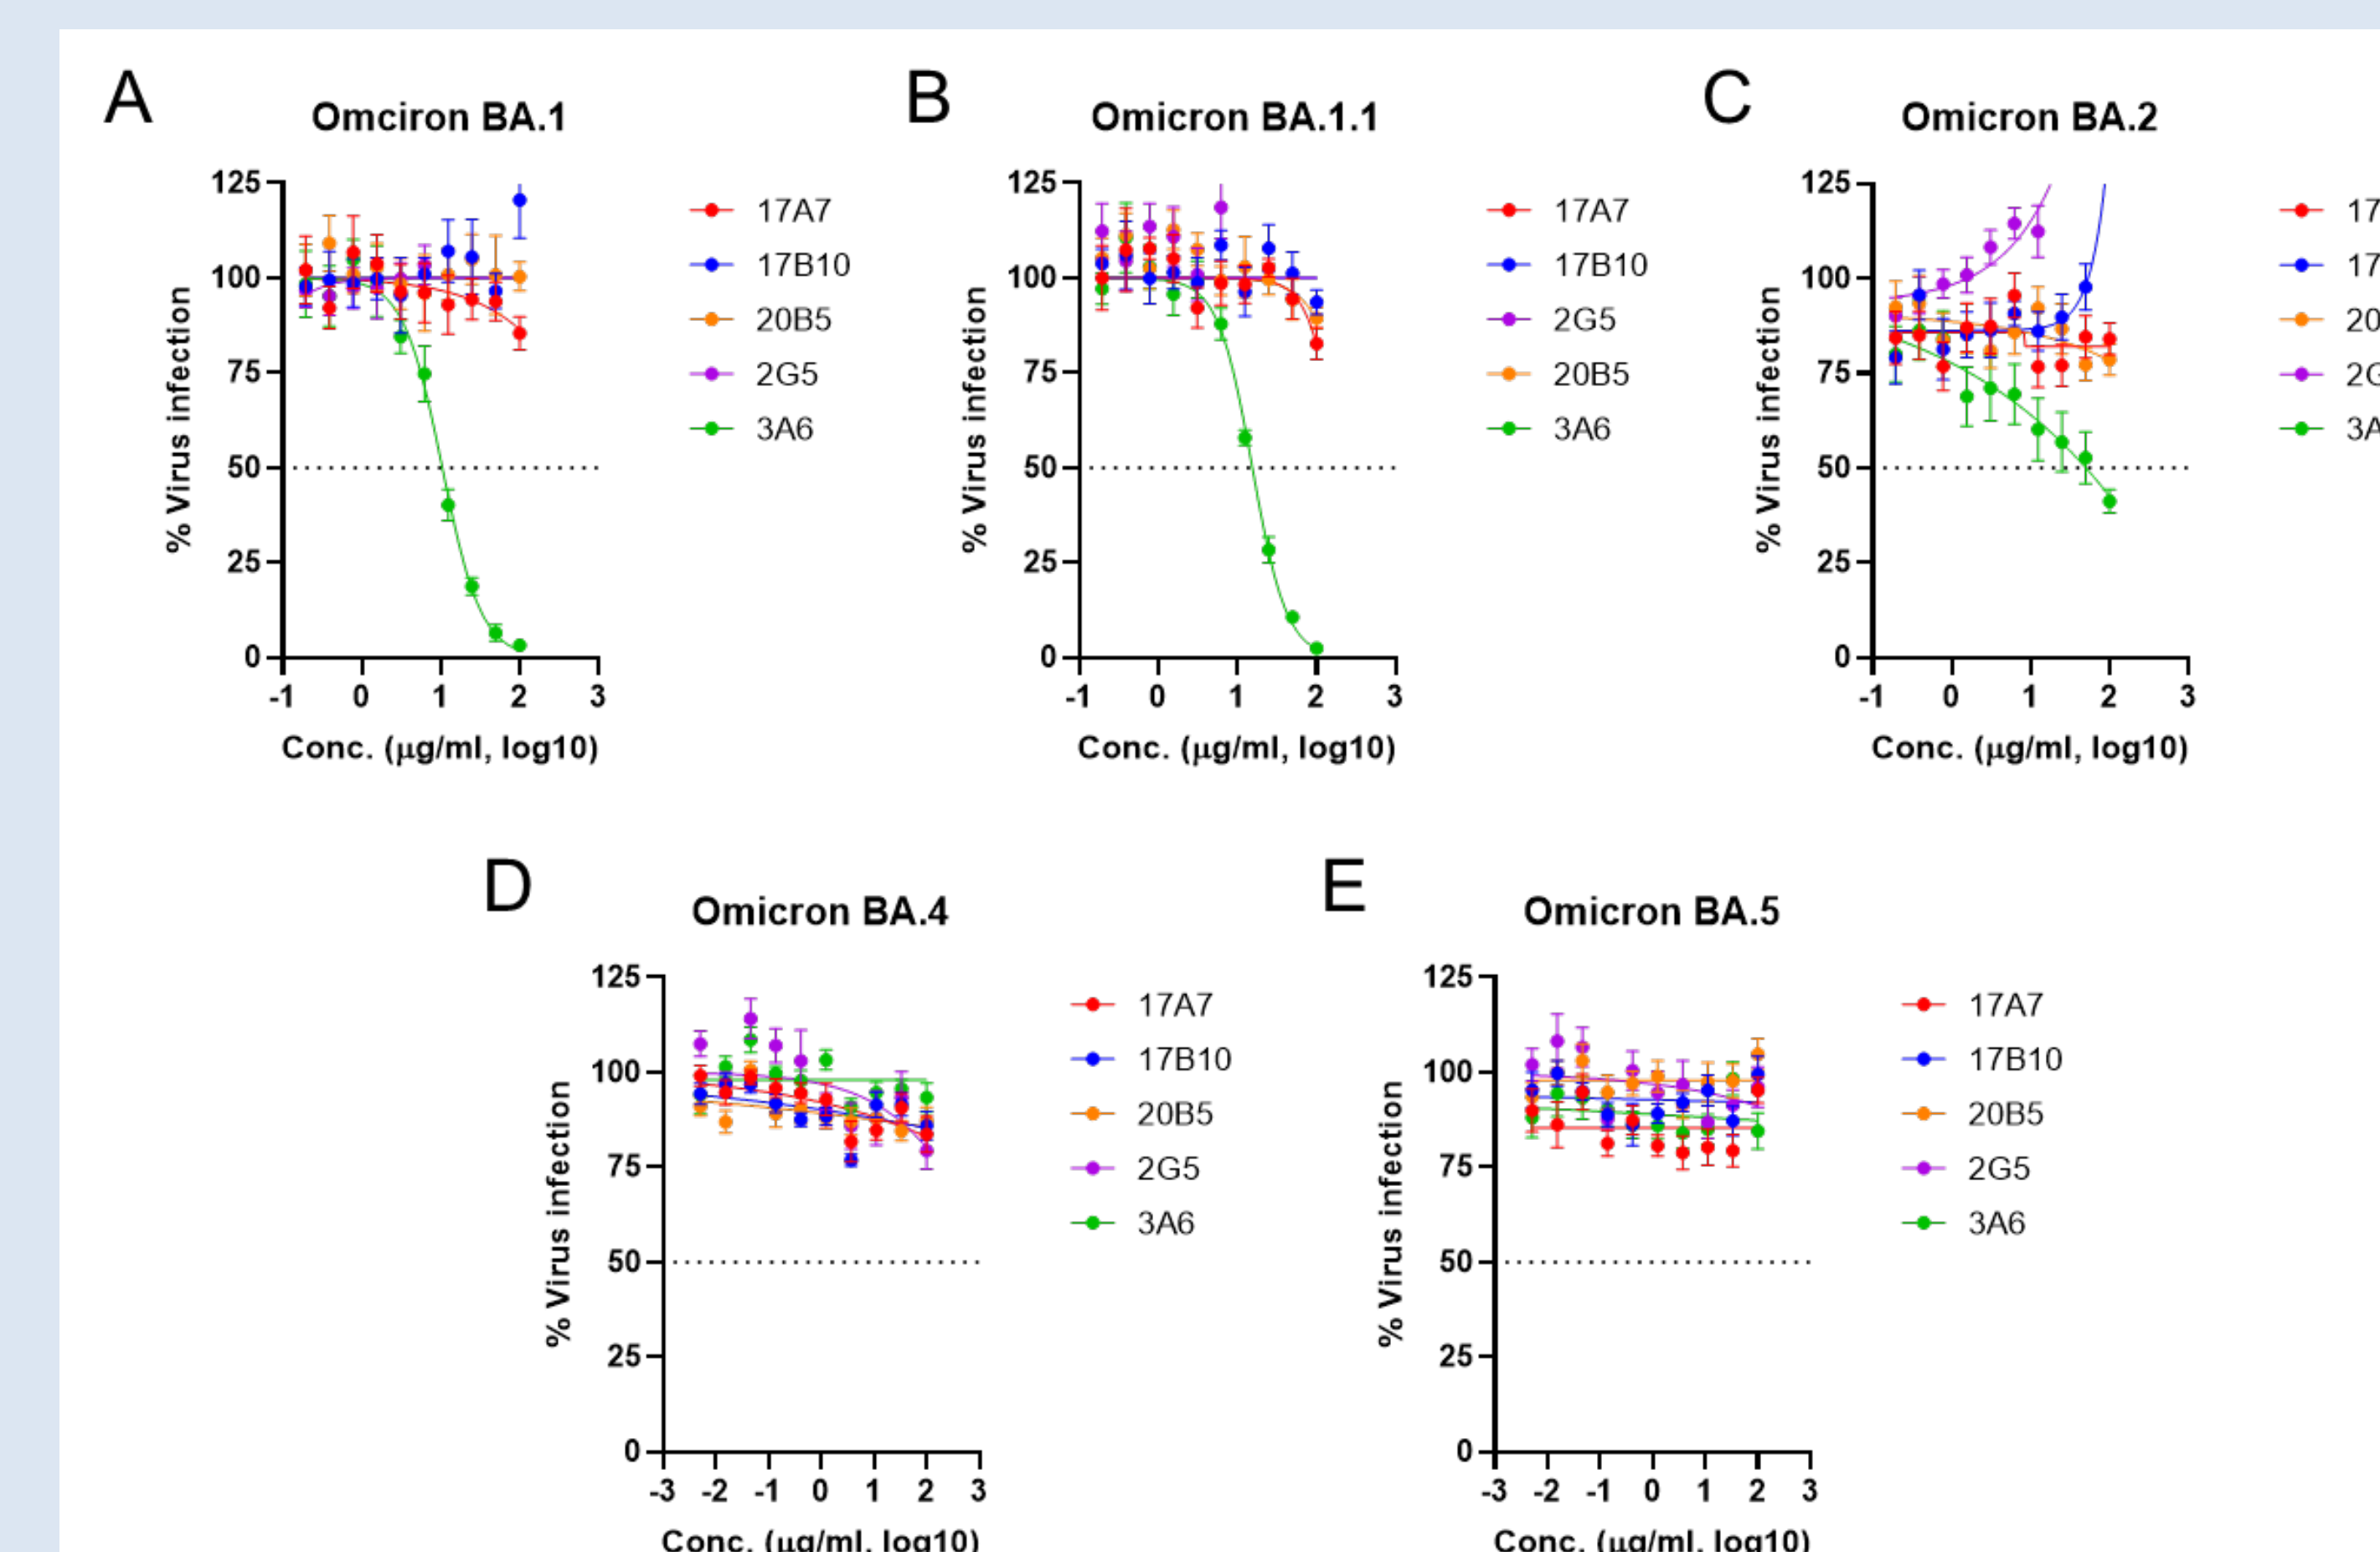 A
Omciron BA.1
125
100
75
50
25
0
-1 0 1 2 3
% Virus infection
Conc. (µg/ml, log10)
17A7
17B10
20B5
2G5
3A6
B
Omicron BA.1.1
125
100
75
50
25
0
-1 0 1 2 3
% Virus infection
Conc. (µg/ml, log10)
17A7
17B10
2G5
20B5
3A6
C
Omicron BA.2
125
100
75
50
25
0
-1 0 1 2 3
% Virus infection
Conc. (µg/ml, log10)
17
17
20
2G
3A
D
Omicron BA.4
125
100
75
50
25
0
-3 -2 -1 0 1 2 3
% Virus infection
Conc. (µg/ml, log10)
17A7
17B10
20B5
2G5
3A6
E
Omicron BA.5
125
100
75
50
25
0
-3 -2 -1 0 1 2 3
% Virus infection
Conc. (µg/ml, log10)
17A7
17B10
20B5
2G5
3A6